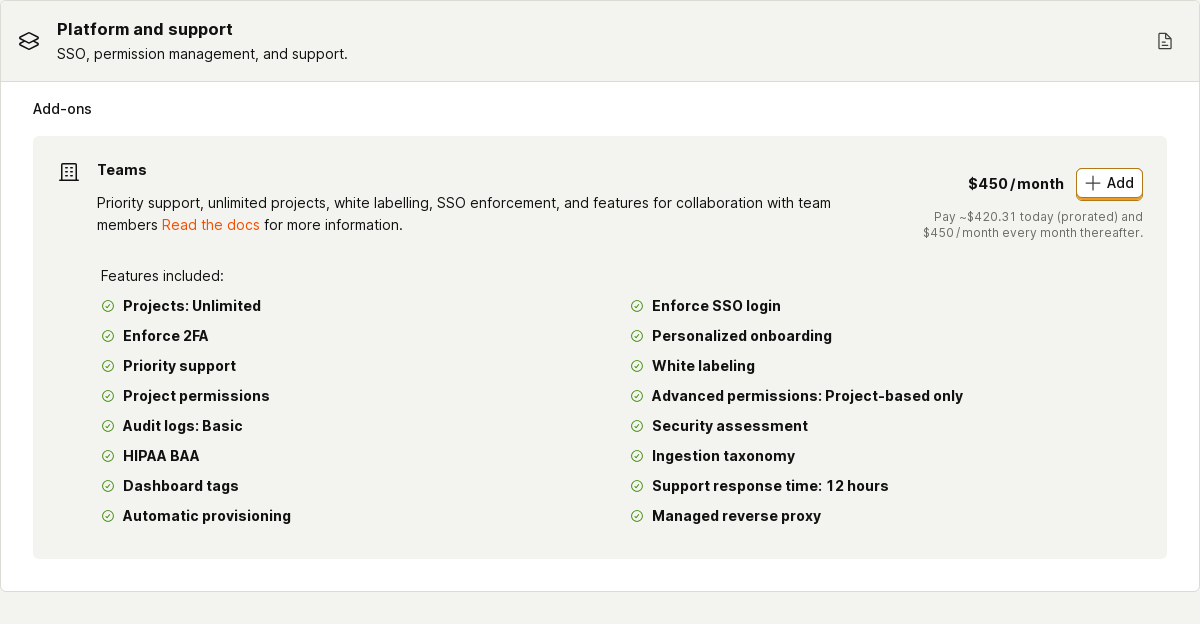 Platform and support
SSO, permission management, and support.
Add-ons
Teams
Priority support, unlimited projects, white labelling, SSO enforcement, and features for collaboration with team
members Read the docs for more information.
$450/month
Add
Pay ~$420.31 today (prorated) and
$450/month every month thereafter.
Features included:
Projects: Unlimited
Enforce 2FA
Priority support
Project permissions
Audit logs: Basic
HIPAA BAA
Dashboard tags
Automatic provisioning
Enforce SSO login
Personalized onboarding
White labeling
Advanced permissions: Project-based only
Security assessment
Ingestion taxonomy
Support response time: 12 hours
Managed reverse proxy